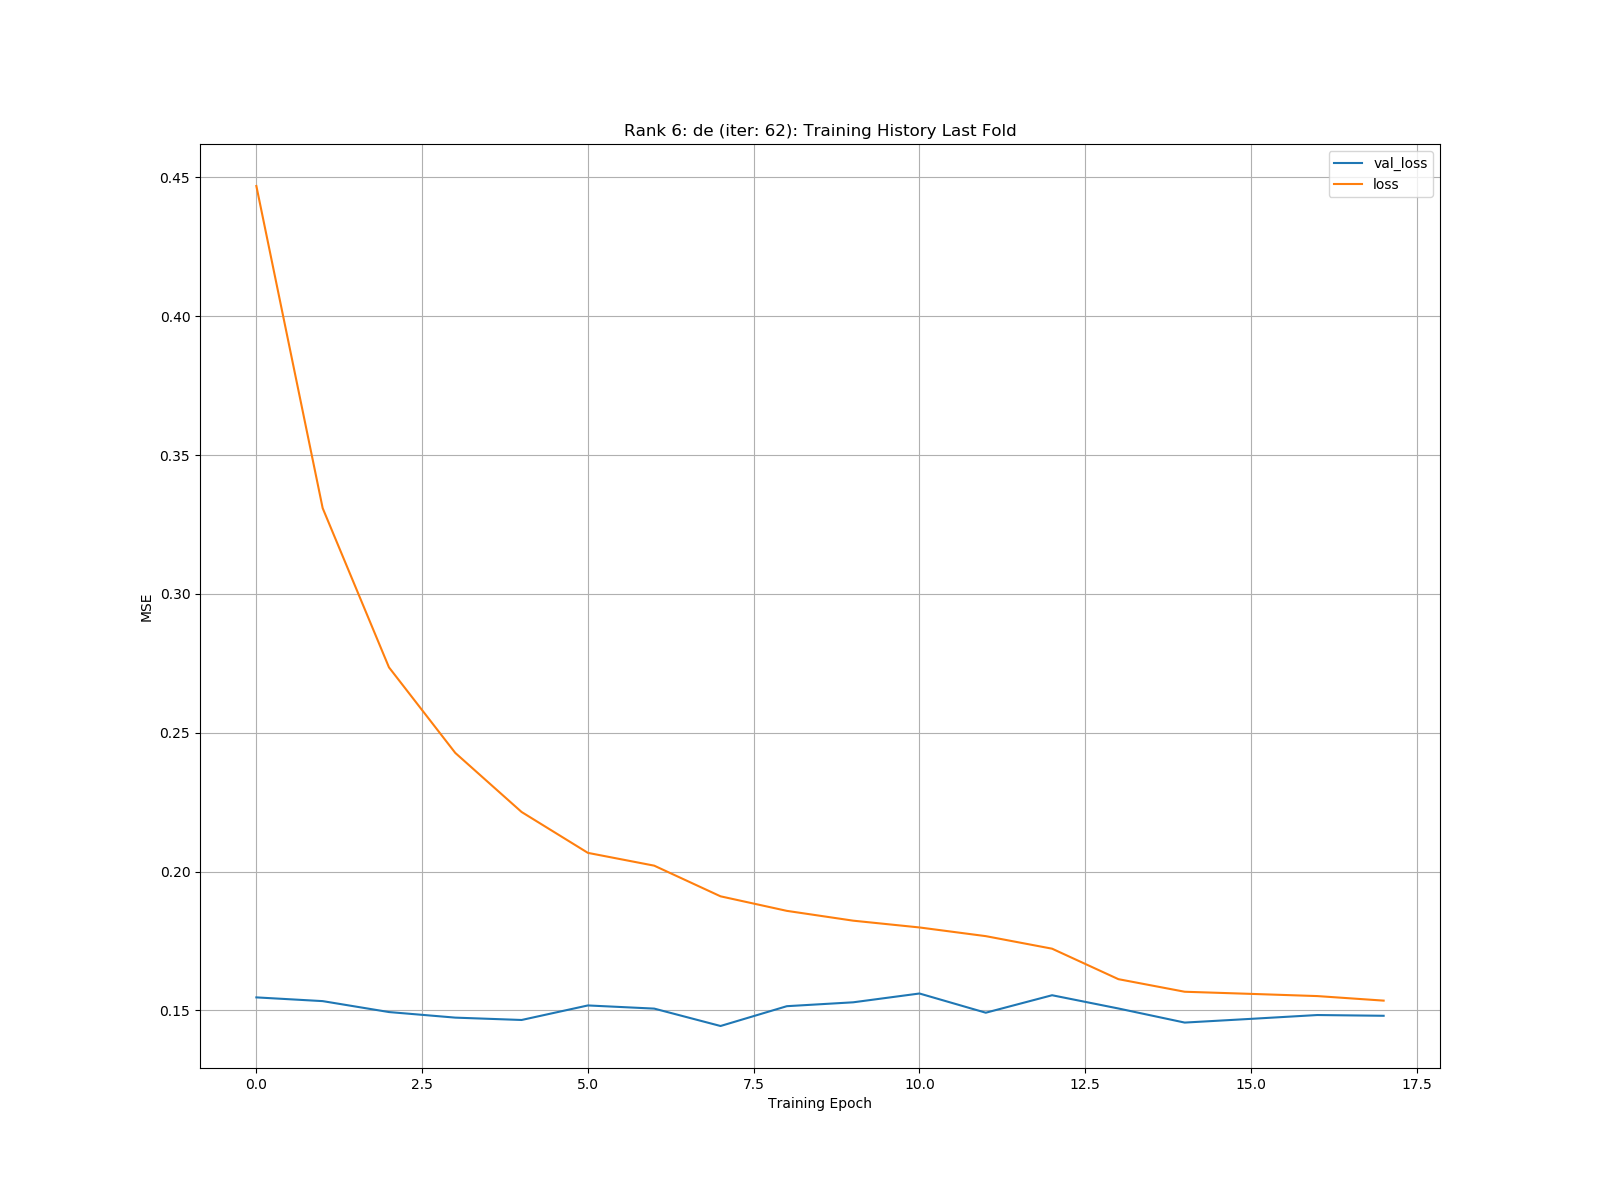 Rank 6: de (iter: 62): Training History Last Fold
val_loss
loss
0.45
0.40
0.35
0.30
0.25
0.20
0.15
MSE
0.0 2.5 5.0 7.5 10.0 12.5 15.0 17.5
Training Epoch